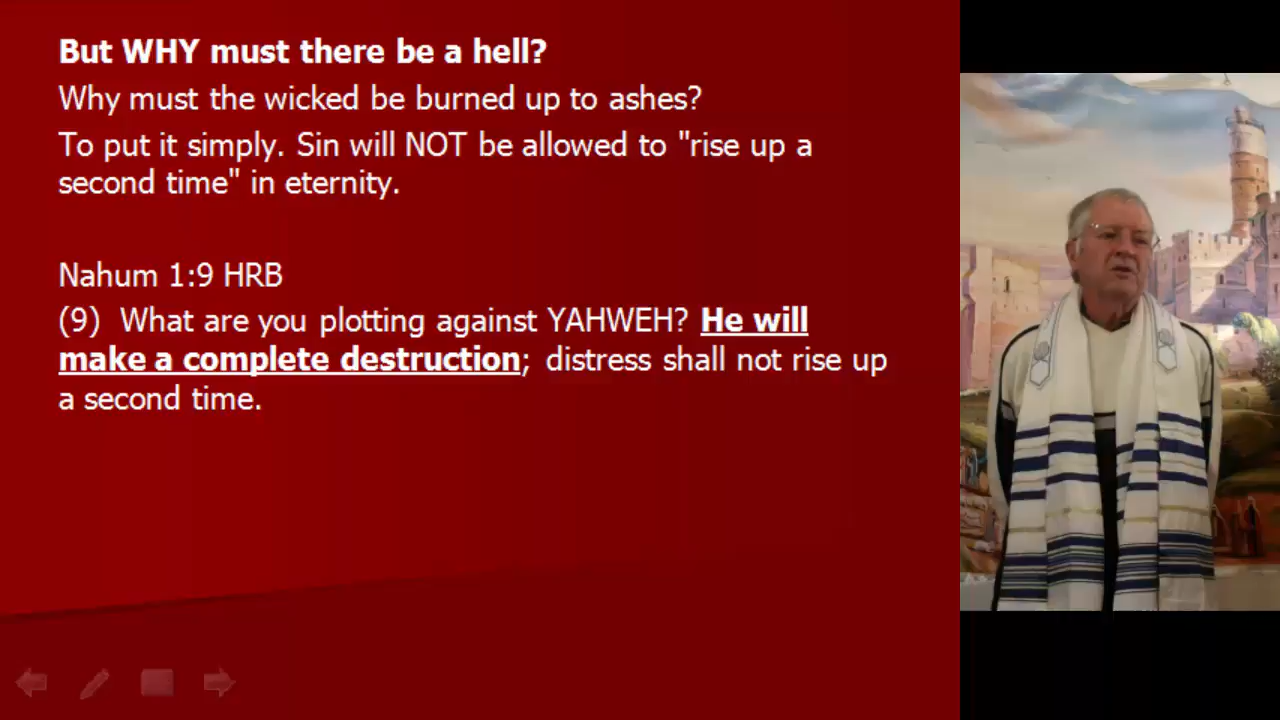 But WHY must there be a hell?
Why must the wicked be burned up to ashes?
To put it simply. Sin will NOT be allowed to "rise up a
second time" in eternity.
Nahum 1:9 HRB
(9) What are you plotting against YAHWEH? He will
make a complete destruction; distress shall not rise up
a second time.